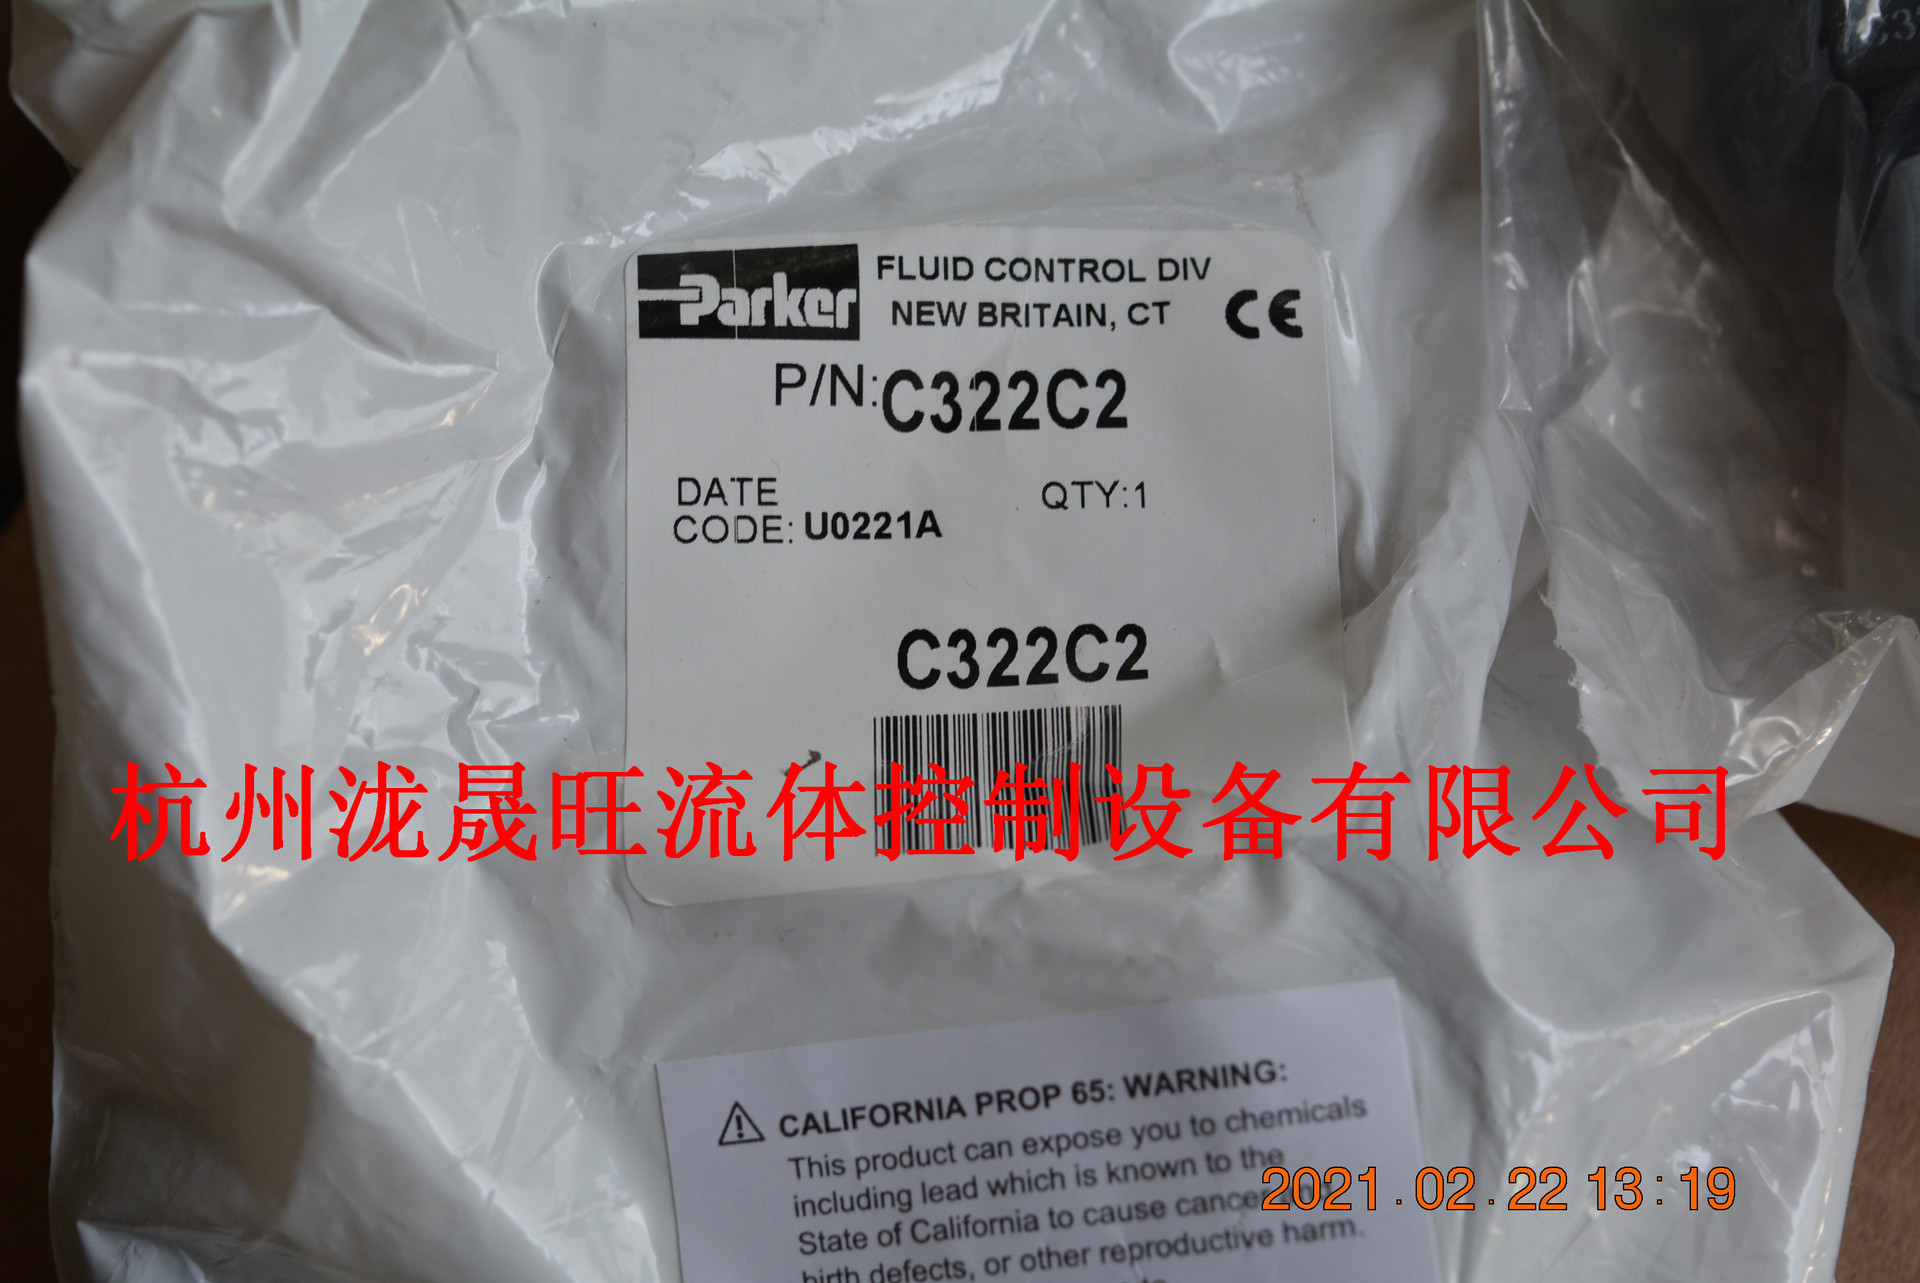 Parker
FLUID CONTROL DIV
NEW BRITAIN, CT
CE
P/N:C322C2
DATE
CODE: U0221A
QTY:1
C322C2
杭州泷晟旺流体控制设备有限公司
CALIFORNIA PROP 65: WARNING:
This product can expose you to chemicals
including lead which is known to the
State of California to cause cancer and
birth defects, or other reproductive harm.
2021.02.22 13:19